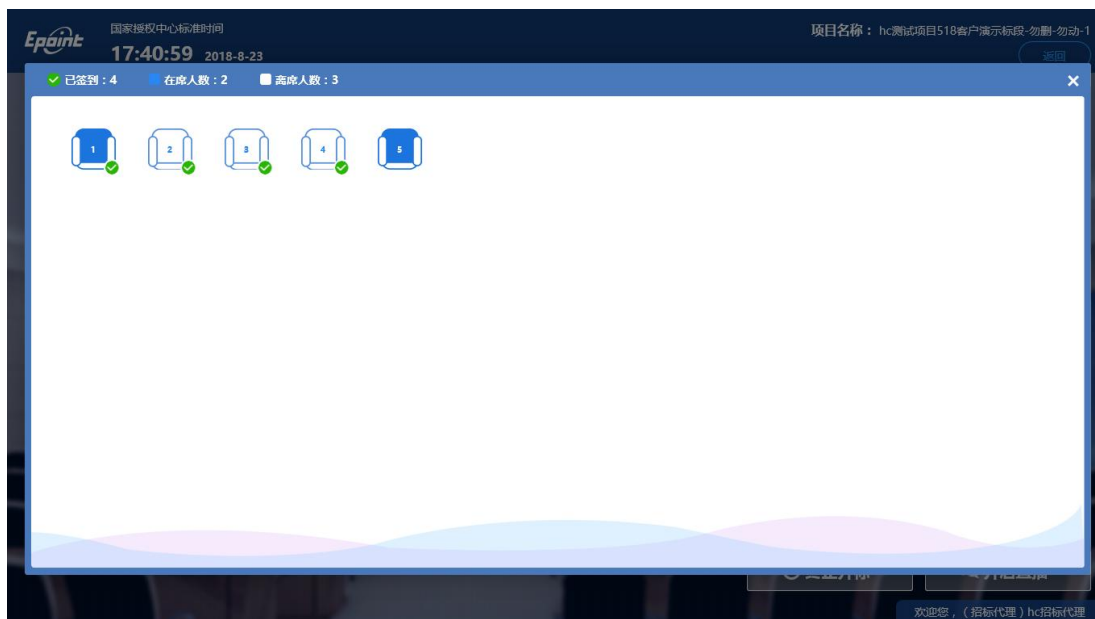 Epoint
国家授权中心标准时间
17:40:59 2018-8-23
项目名称：hc测试项目518客户演示标段-勿删-勿动-1
返回
已签到：4 在席人数：2 离席人数：3
1 2 3 4 5
欢迎您，（招标代理）hc招标代理